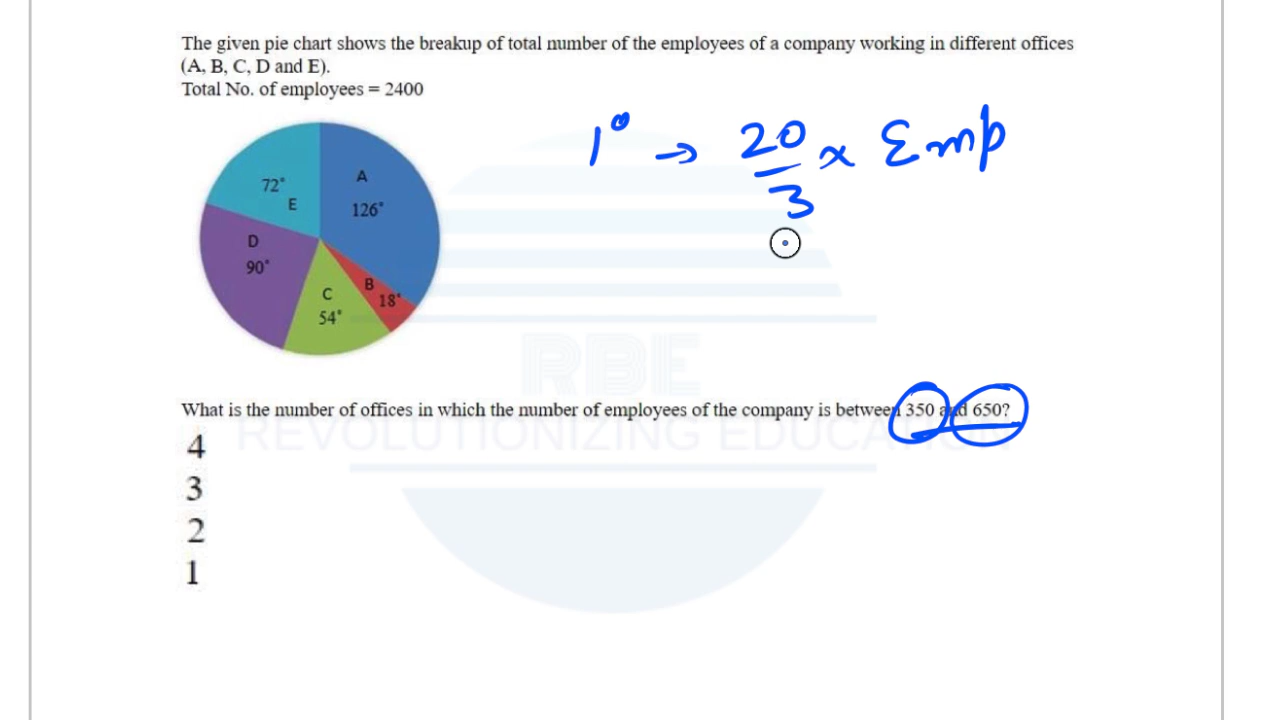 The given pie chart shows the breakup of total number of the employees of a company working in different offices
(A, B, C, D and E).
Total No. of employees = 2400
1° → 20/3 × Emp
A
126°
72°
E
D
90°
B
18°
C
54°
RBE
What is the number of offices in which the number of employees of the company is between 350 and 650?
REVOLUTIONIZING EDUCATION
4
3
2
1